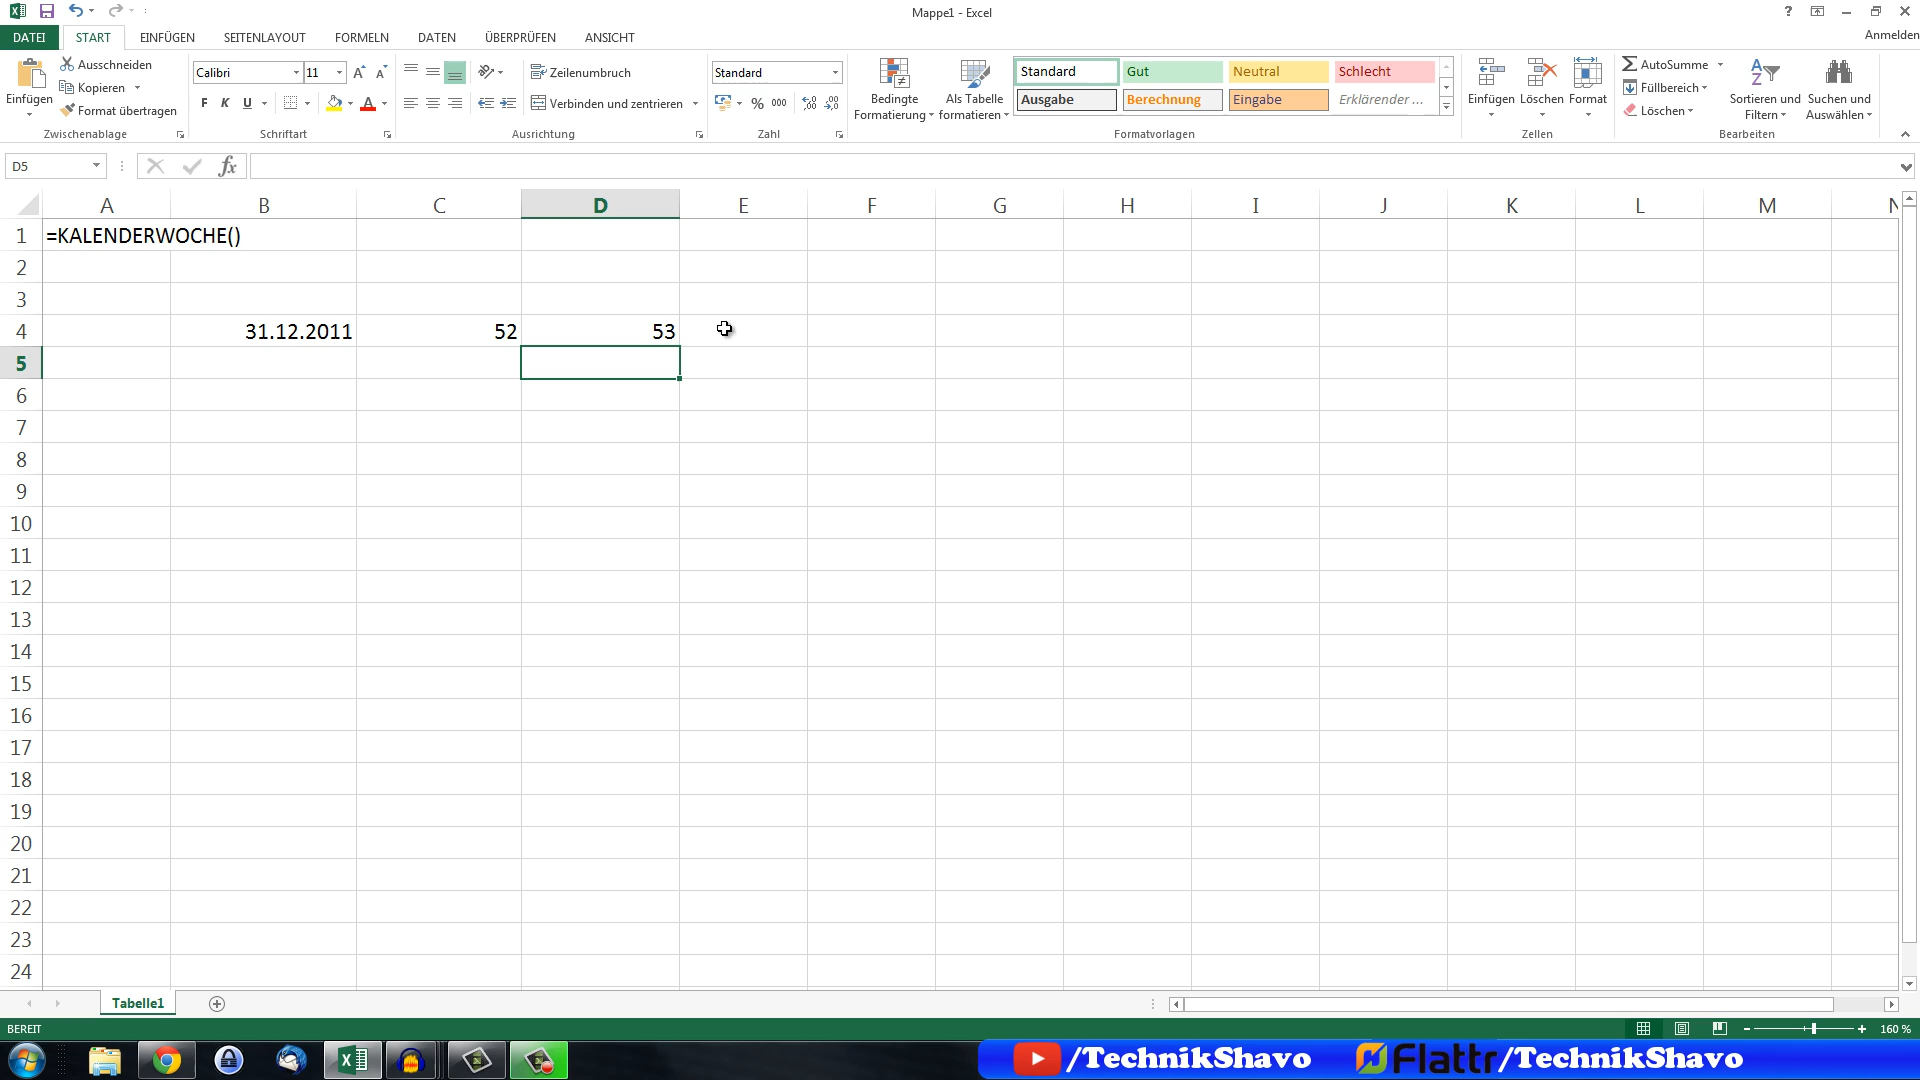 Mappe1 - Excel
?
DATEI START EINFÜGEN SEITENLAYOUT FORMELN DATEN ÜBERPRÜFEN ANSICHT
Anmelden
Einfügen
Ausschneiden
Kopieren
Format übertragen
Zwischenablage
Calibri 11
F K U
Schriftart
Zeilenumbruch
Verbinden und zentrieren
Ausrichtung
Standard
% 000
Zahl
Bedingte Formatierung
Als Tabelle formatieren
Standard Gut Neutral Schlecht
Ausgabe Berechnung Eingabe Erklärender ...
Formatvorlagen
Einfügen Löschen Format
Zellen
AutoSumme
Füllbereich
Löschen
Sortieren und Filtern
Suchen und Auswählen
Bearbeiten
D5
fx
A B C D E F G H I J K L M N
1 =KALENDERWOCHE()
2
3
4 31.12.2011 52 53
5
6
7
8
9
10
11
12
13
14
15
16
17
18
19
20
21
22
23
24
Tabelle1
BEREIT
160 %
/TechnikShavo Flattr/TechnikShavo